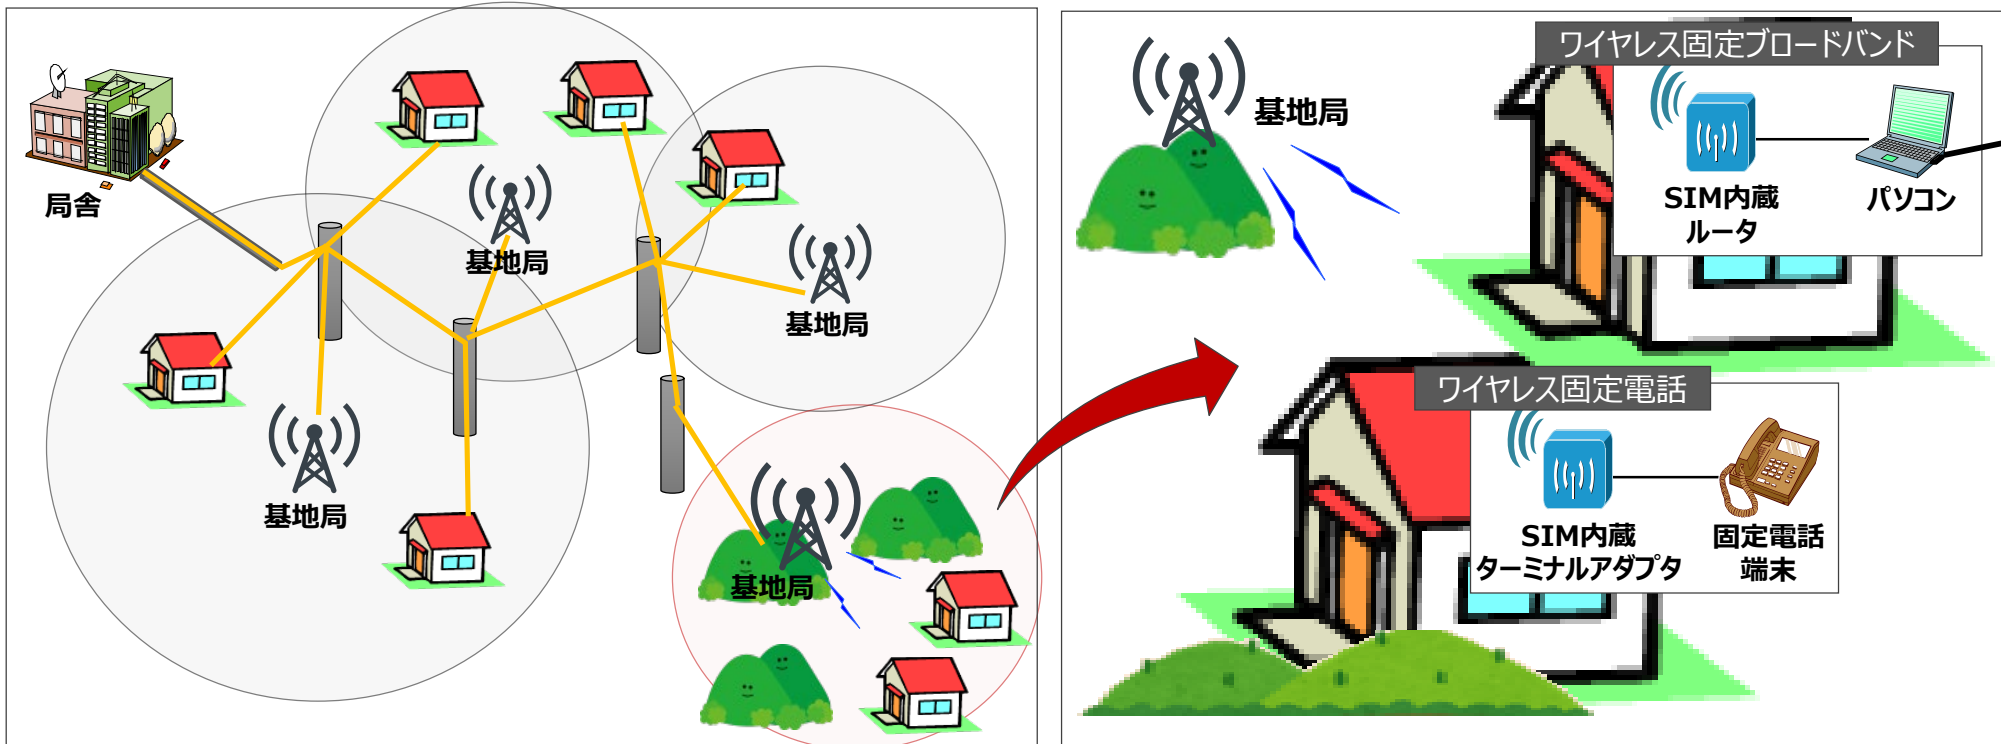 局舎
基地局
基地局
基地局
基地局
基地局
ワイヤレス固定ブロードバンド
SIM内蔵
ルータ
パソコン
ワイヤレス固定電話
SIM内蔵
ターミナルアダプタ
固定電話
端末